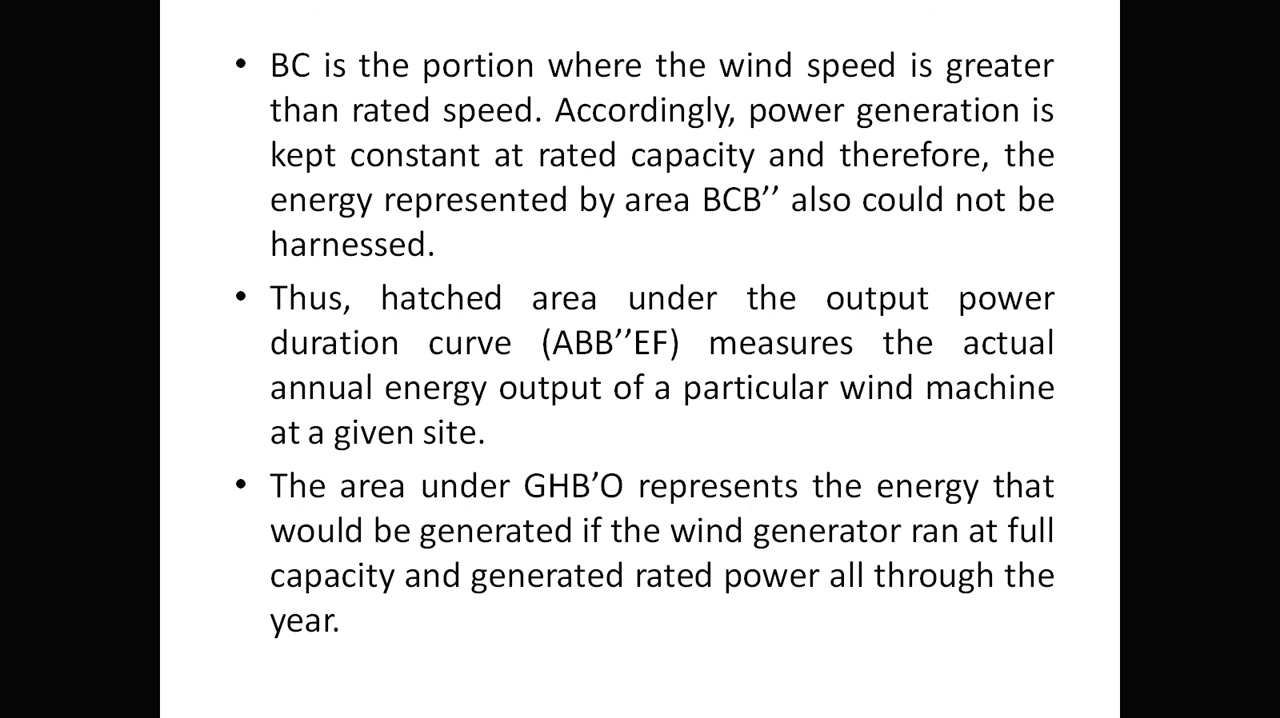 • BC is the portion where the wind speed is greater
than rated speed. Accordingly, power generation is
kept constant at rated capacity and therefore, the
energy represented by area BCB’’ also could not be
harnessed.
• Thus, hatched area under the output power
duration curve (ABB’’EF) measures the actual
annual energy output of a particular wind machine
at a given site.
• The area under GHB’O represents the energy that
would be generated if the wind generator ran at full
capacity and generated rated power all through the
year.